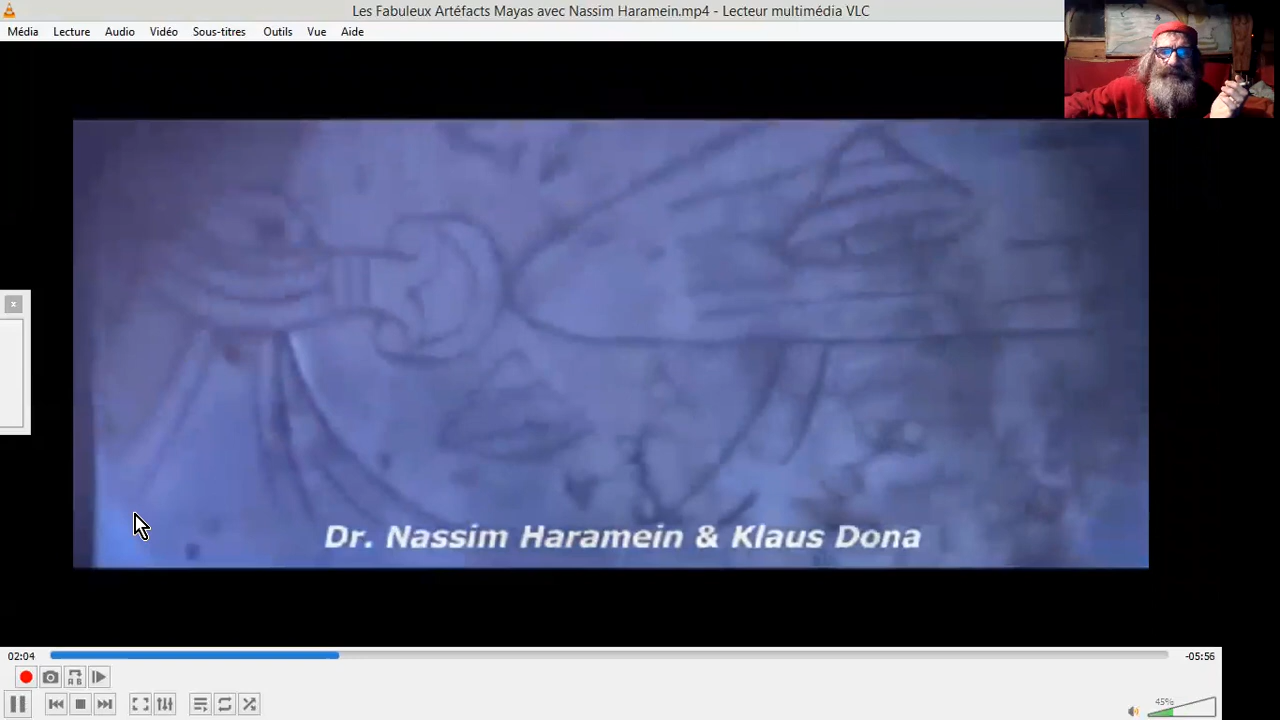 Les Fabuleux Artéfacts Mayas avec Nassim Haramein.mp4 - Lecteur multimédia VLC
Média Lecture Audio Vidéo Sous-titres Outils Vue Aide
x
Dr. Nassim Haramein & Klaus Dona
02:04 -05:56
A B
45%